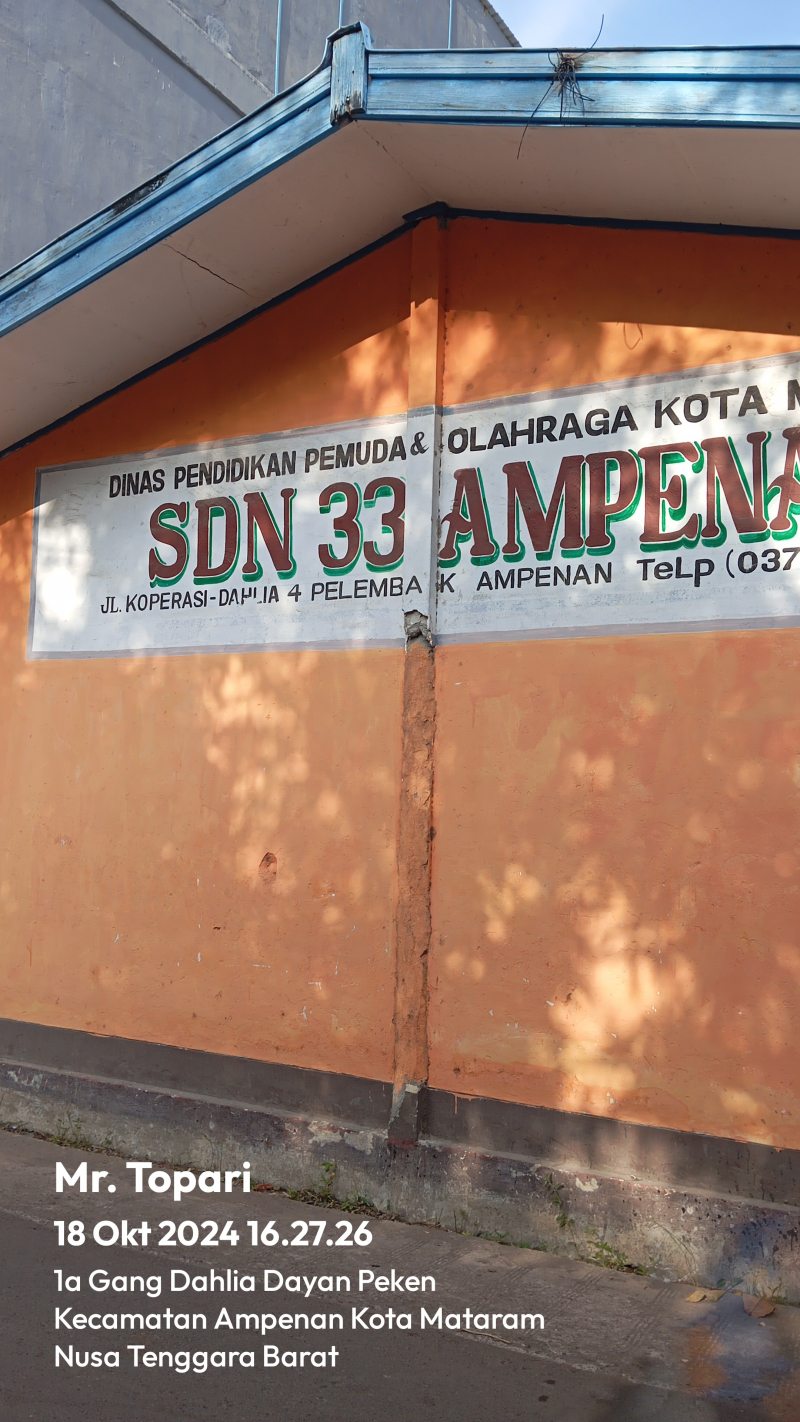 DINAS PENDIDIKAN PEMUDA & OLAHRAGA KOTA M
SDN 33 AMPENA
JL. KOPERASI-DAHLIA 4 PELEMBAK AMPENAN TeLp (037
Mr. Topari
18 Okt 2024 16.27.26
1a Gang Dahlia Dayan Peken
Kecamatan Ampenan Kota Mataram
Nusa Tenggara Barat